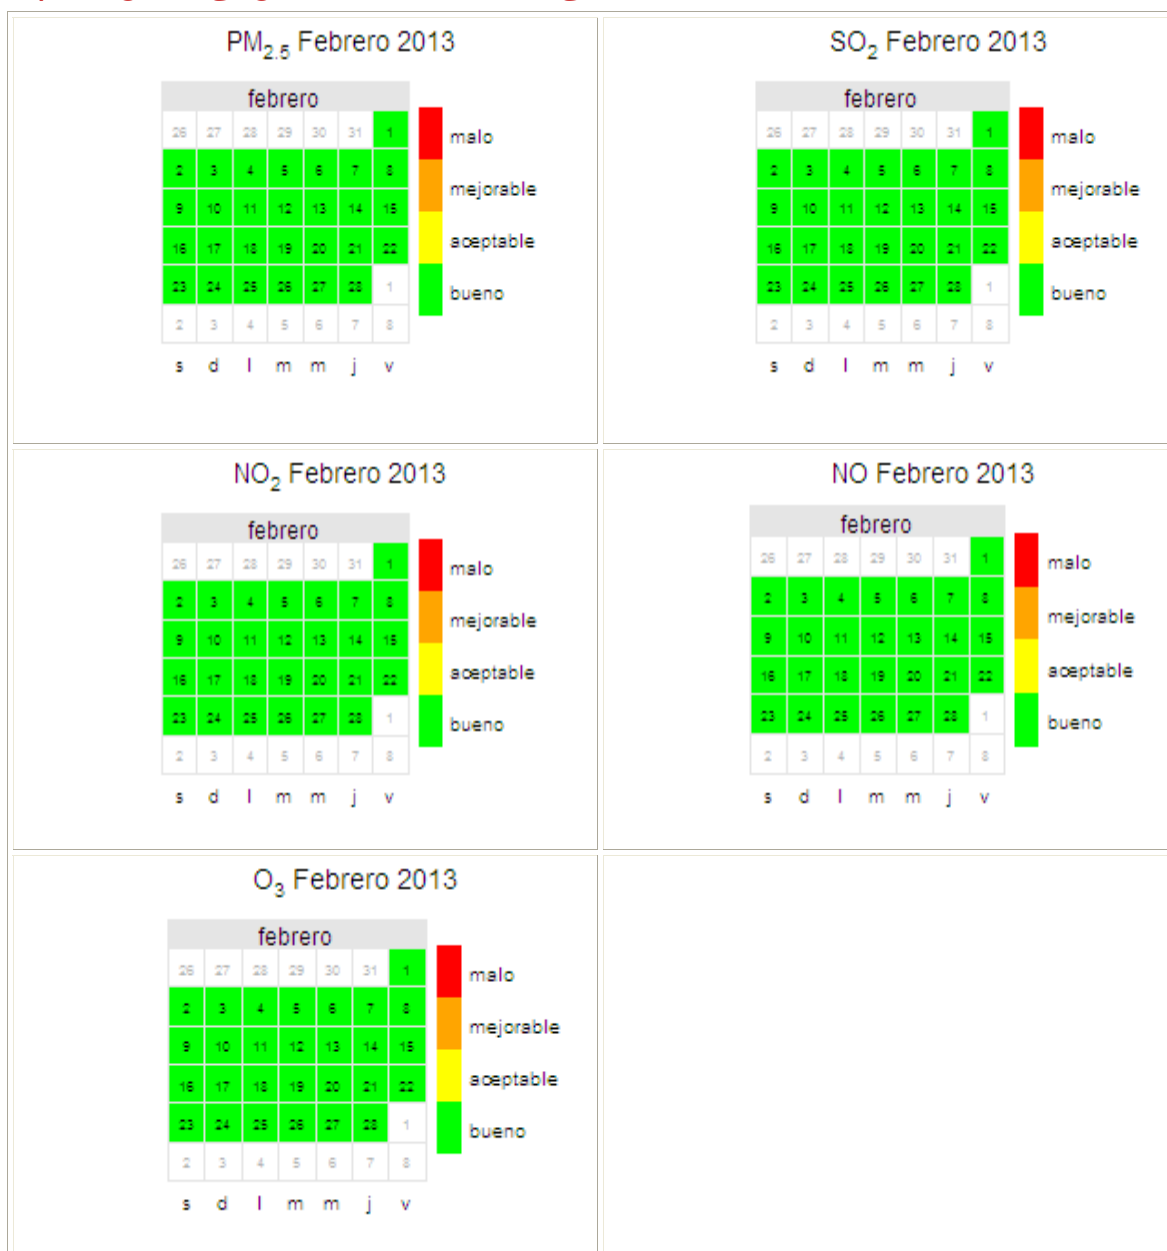 PM2.5 Febrero 2013
febrero
26 27 28 29 30 31 1
2 3 4 5 6 7 8
9 10 11 12 13 14 15
16 17 18 19 20 21 22
23 24 25 26 27 28 1
2 3 4 5 6 7 8
s d l m m j v
malo
mejorable
aceptable
bueno
SO2 Febrero 2013
febrero
26 27 28 29 30 31 1
2 3 4 5 6 7 8
9 10 11 12 13 14 15
16 17 18 19 20 21 22
23 24 25 26 27 28 1
2 3 4 5 6 7 8
s d l m m j v
malo
mejorable
aceptable
bueno
NO2 Febrero 2013
febrero
26 27 28 29 30 31 1
2 3 4 5 6 7 8
9 10 11 12 13 14 15
16 17 18 19 20 21 22
23 24 25 26 27 28 1
2 3 4 5 6 7 8
s d l m m j v
malo
mejorable
aceptable
bueno
NO Febrero 2013
febrero
26 27 28 29 30 31 1
2 3 4 5 6 7 8
9 10 11 12 13 14 15
16 17 18 19 20 21 22
23 24 25 26 27 28 1
2 3 4 5 6 7 8
s d l m m j v
malo
mejorable
aceptable
bueno
O3 Febrero 2013
febrero
26 27 28 29 30 31 1
2 3 4 5 6 7 8
9 10 11 12 13 14 15
16 17 18 19 20 21 22
23 24 25 26 27 28 1
2 3 4 5 6 7 8
s d l m m j v
malo
mejorable
aceptable
bueno